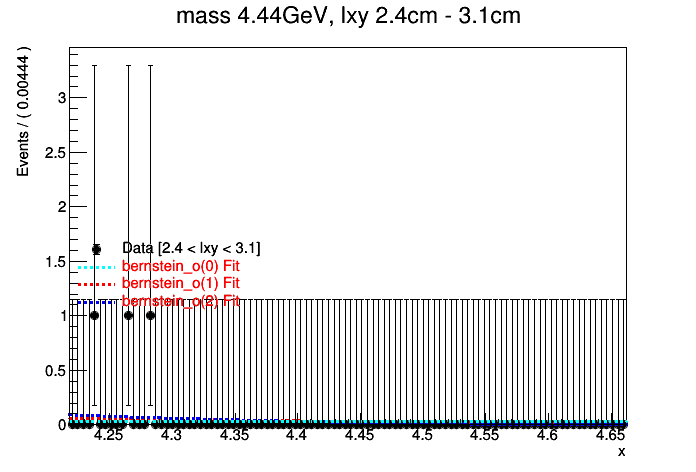 mass 4.44GeV, lxy 2.4cm - 3.1cm
Events / ( 0.00444 )
3
2.5
2
1.5
1
0.5
0
Data [2.4 < lxy < 3.1]
bernstein_o(0) Fit
bernstein_o(1) Fit
bernstein_o(2) Fit
4.25 4.3 4.35 4.4 4.45 4.5 4.55 4.6 4.65
x